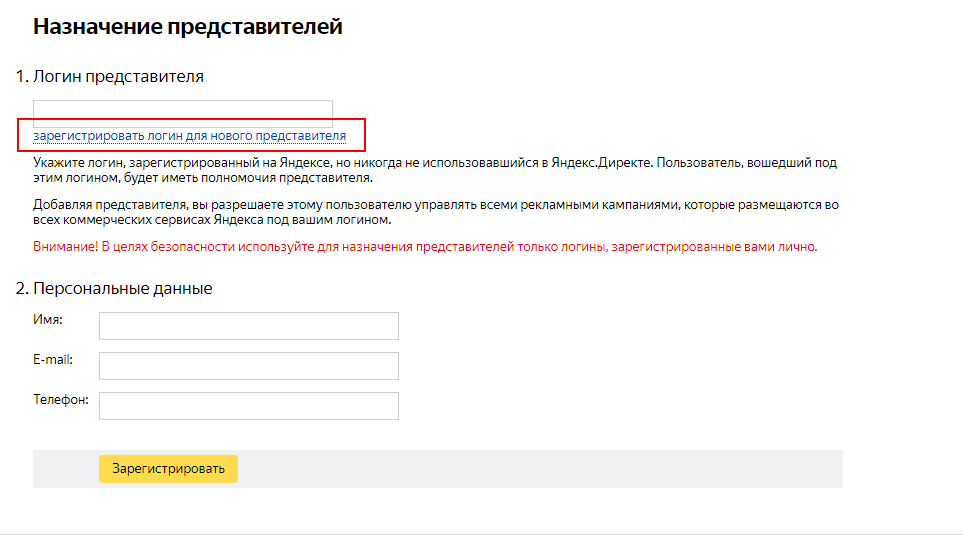 Назначение представителей
1. Логин представителя
зарегистрировать логин для нового представителя
Укажите логин, зарегистрированный на Яндексе, но никогда не использовавшийся в Яндекс.Директе. Пользователь, вошедший под
этим логином, будет иметь полномочия представителя.
Добавляя представителя, вы разрешаете этому пользователю управлять всеми рекламными кампаниями, которые размещаются во
всех коммерческих сервисах Яндекса под вашим логином.
Внимание! В целях безопасности используйте для назначения представителей только логины, зарегистрированные вами лично.
2. Персональные данные
Имя:
E-mail:
Телефон:
Зарегистрировать